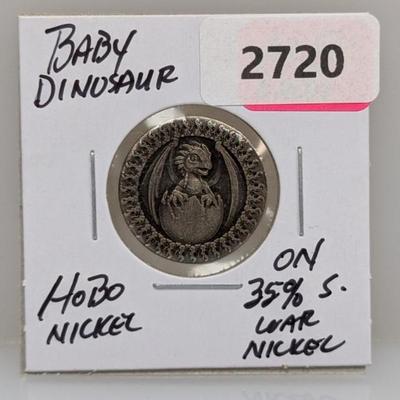 BABY
DINOSAUR
2720
HOBO
NICKEL
ON
35% S.
WAR
NICKEL